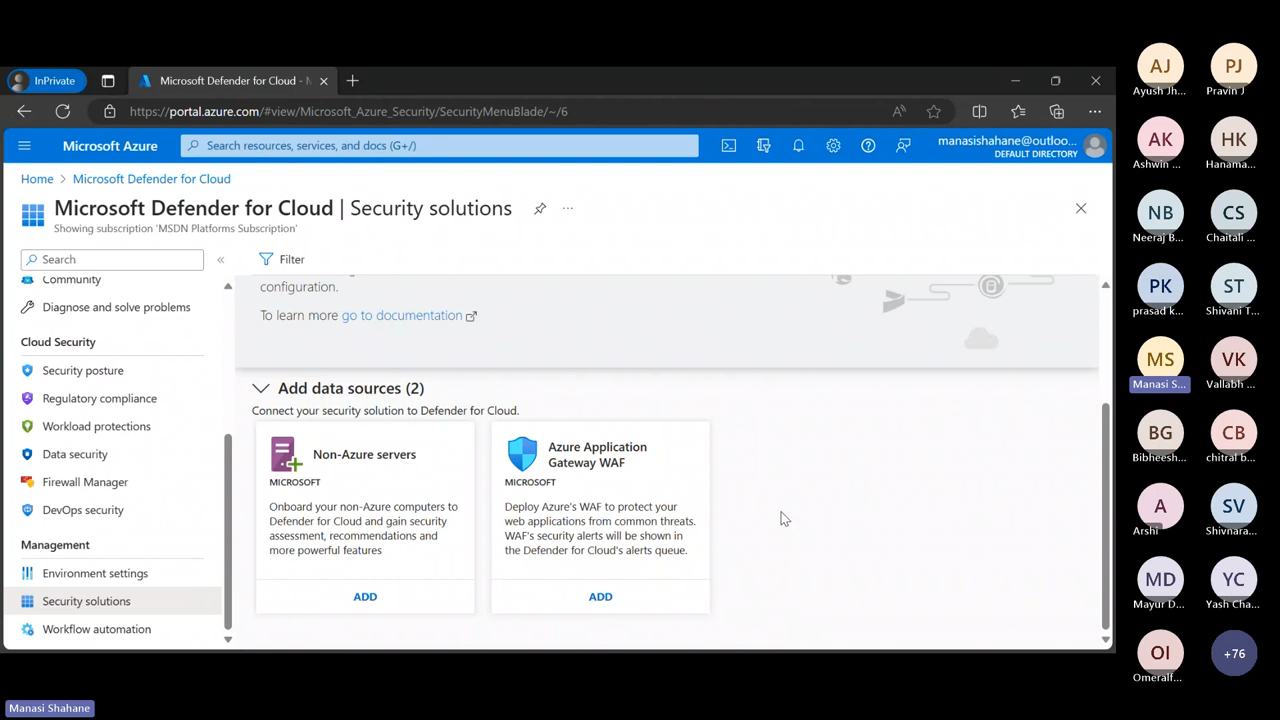 InPrivate
Microsoft Defender for Cloud - M
https://portal.azure.com/#view/Microsoft_Azure_Security/SecurityMenuBlade/~/6
Microsoft Azure
Search resources, services, and docs (G+/)
manasishahane@outloo...
DEFAULT DIRECTORY
Home > Microsoft Defender for Cloud
Microsoft Defender for Cloud | Security solutions
Showing subscription 'MSDN Platforms Subscription'
Search
«
Filter
Community
Diagnose and solve problems
Cloud Security
Security posture
Regulatory compliance
Workload protections
Data security
Firewall Manager
DevOps security
Management
Environment settings
Security solutions
Workflow automation
configuration.
To learn more go to documentation
Add data sources (2)
Connect your security solution to Defender for Cloud.
Non-Azure servers
MICROSOFT
Onboard your non-Azure computers to
Defender for Cloud and gain security
assessment, recommendations and
more powerful features
ADD
Azure Application
Gateway WAF
MICROSOFT
Deploy Azure's WAF to protect your
web applications from common threats.
WAF's security alerts will be shown in
the Defender for Cloud's alerts queue.
ADD
AJ
Ayush Jh...
PJ
Pravin J
AK
Ashwin ...
HK
Hanama...
NB
Neeraj B...
CS
Chaitali ...
PK
prasad k...
ST
Shivani T...
MS
Manasi S...
VK
Vallabh ...
BG
Bibheesh...
CB
chitral b...
A
Arshi
SV
Shivnara...
MD
Mayur D...
YC
Yash Cha...
OI
Omeralf...
+76
Manasi Shahane